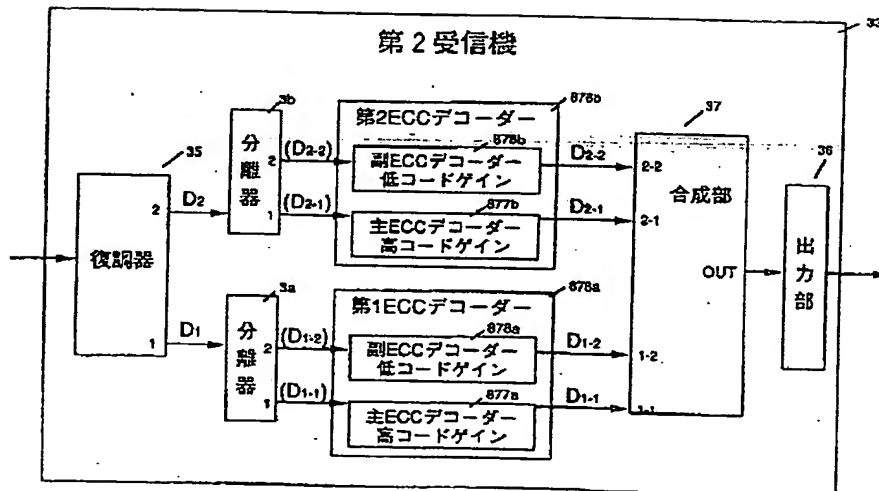 第2受信機
33
35
復調器
2
1
D2
D1
3b
分離器
2
1
(D2-2)
(D2-1)
876b
第2ECCデコーダー
878b
副ECCデコーダー
低コードゲイン
877b
主ECCデコーダー
高コードゲイン
D2-2
D2-1
3a
分離器
2
1
(D1-2)
(D1-1)
第1ECCデコーダー
878a
副ECCデコーダー
低コードゲイン
877a
主ECCデコーダー
高コードゲイン
D1-2
D1-1
37
2-2
2-1
合成部
OUT
1-2
1-1
36
出力部